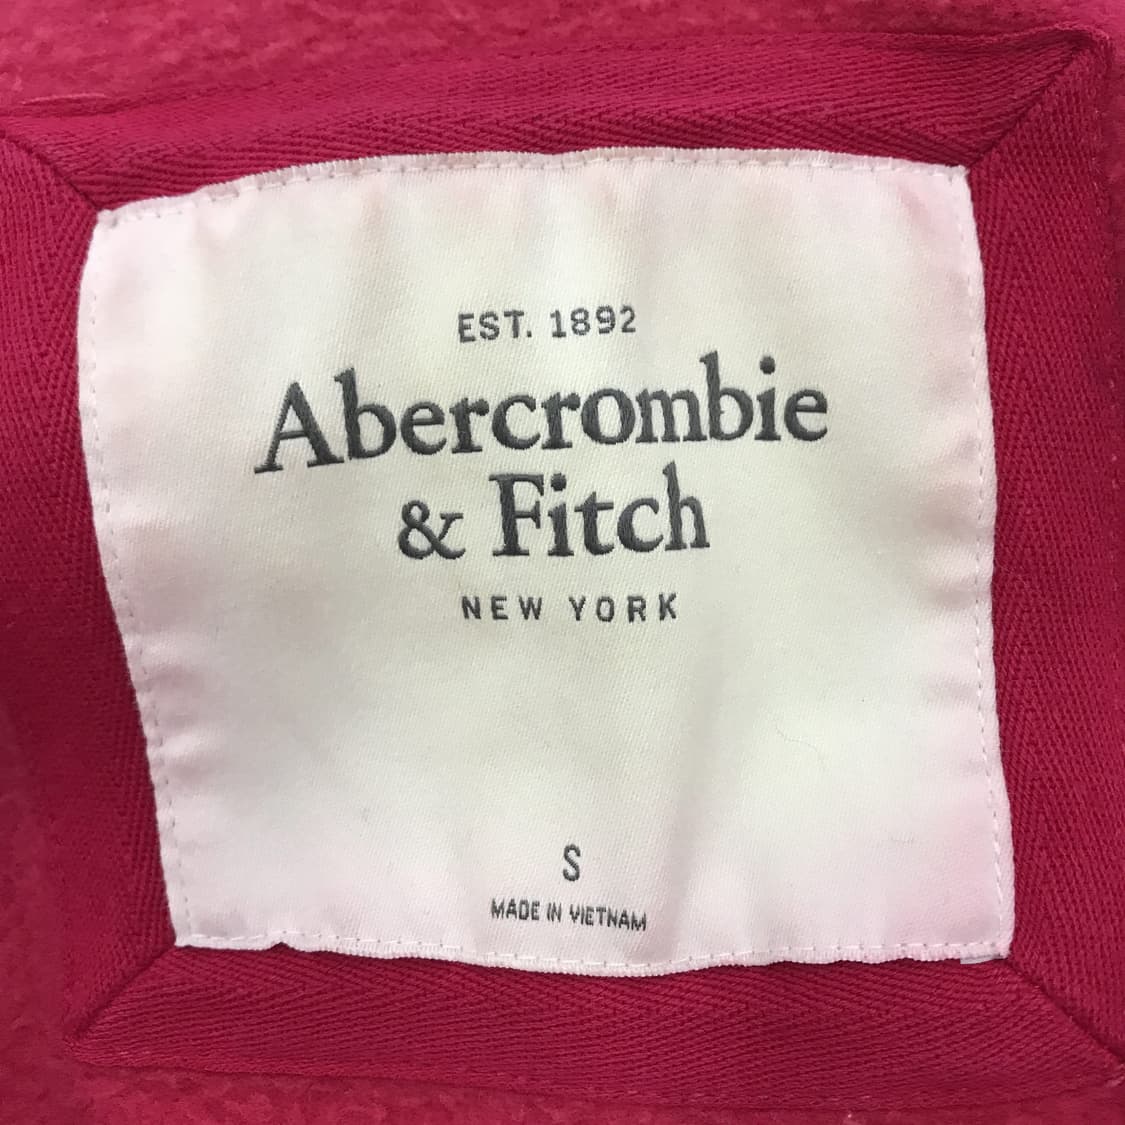 EST. 1892
Abercrombie
& Fitch
NEW YORK
S
MADE IN VIETNAM